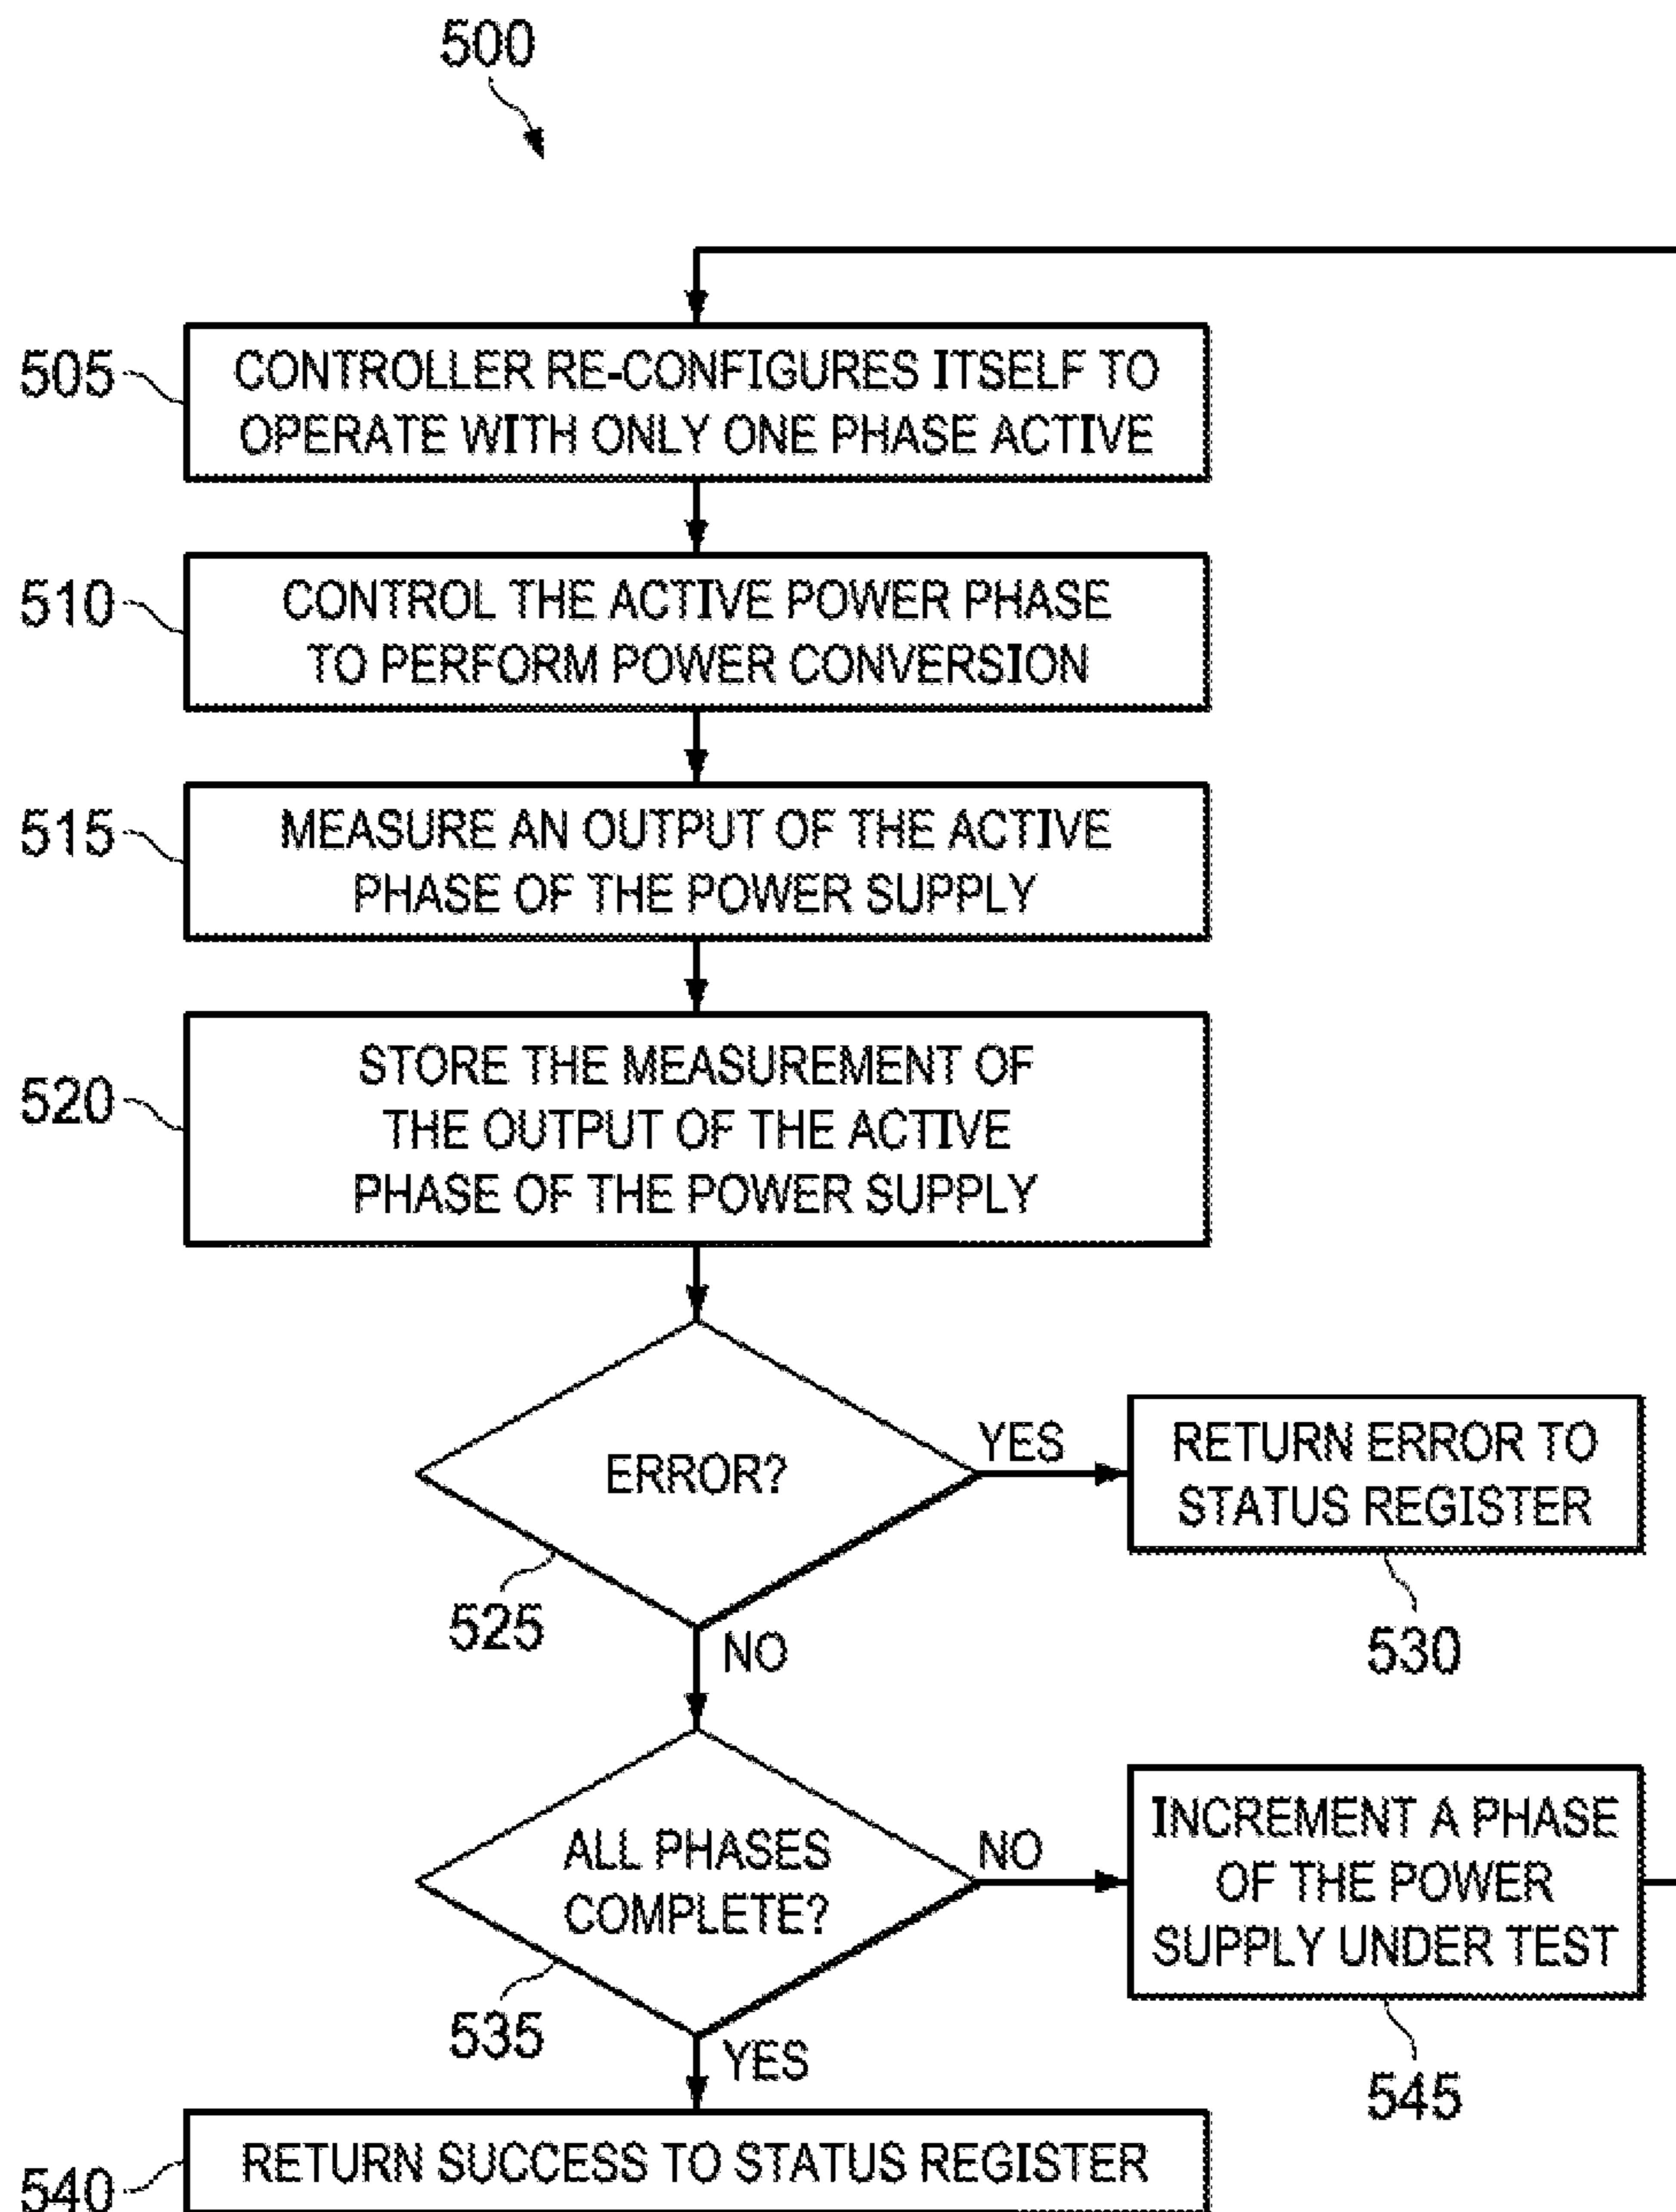 500
505
CONTROLLER RE-CONFIGURES ITSELF TO
OPERATE WITH ONLY ONE PHASE ACTIVE
510
CONTROL THE ACTIVE POWER PHASE
TO PERFORM POWER CONVERSION
515
MEASURE AN OUTPUT OF THE ACTIVE
PHASE OF THE POWER SUPPLY
520
STORE THE MEASUREMENT OF
THE OUTPUT OF THE ACTIVE
PHASE OF THE POWER SUPPLY
ERROR?
525
YES
RETURN ERROR TO
STATUS REGISTER
530
NO
ALL PHASES
COMPLETE?
535
NO
INCREMENT A PHASE
OF THE POWER
SUPPLY UNDER TEST
545
YES
540
RETURN SUCCESS TO STATUS REGISTER